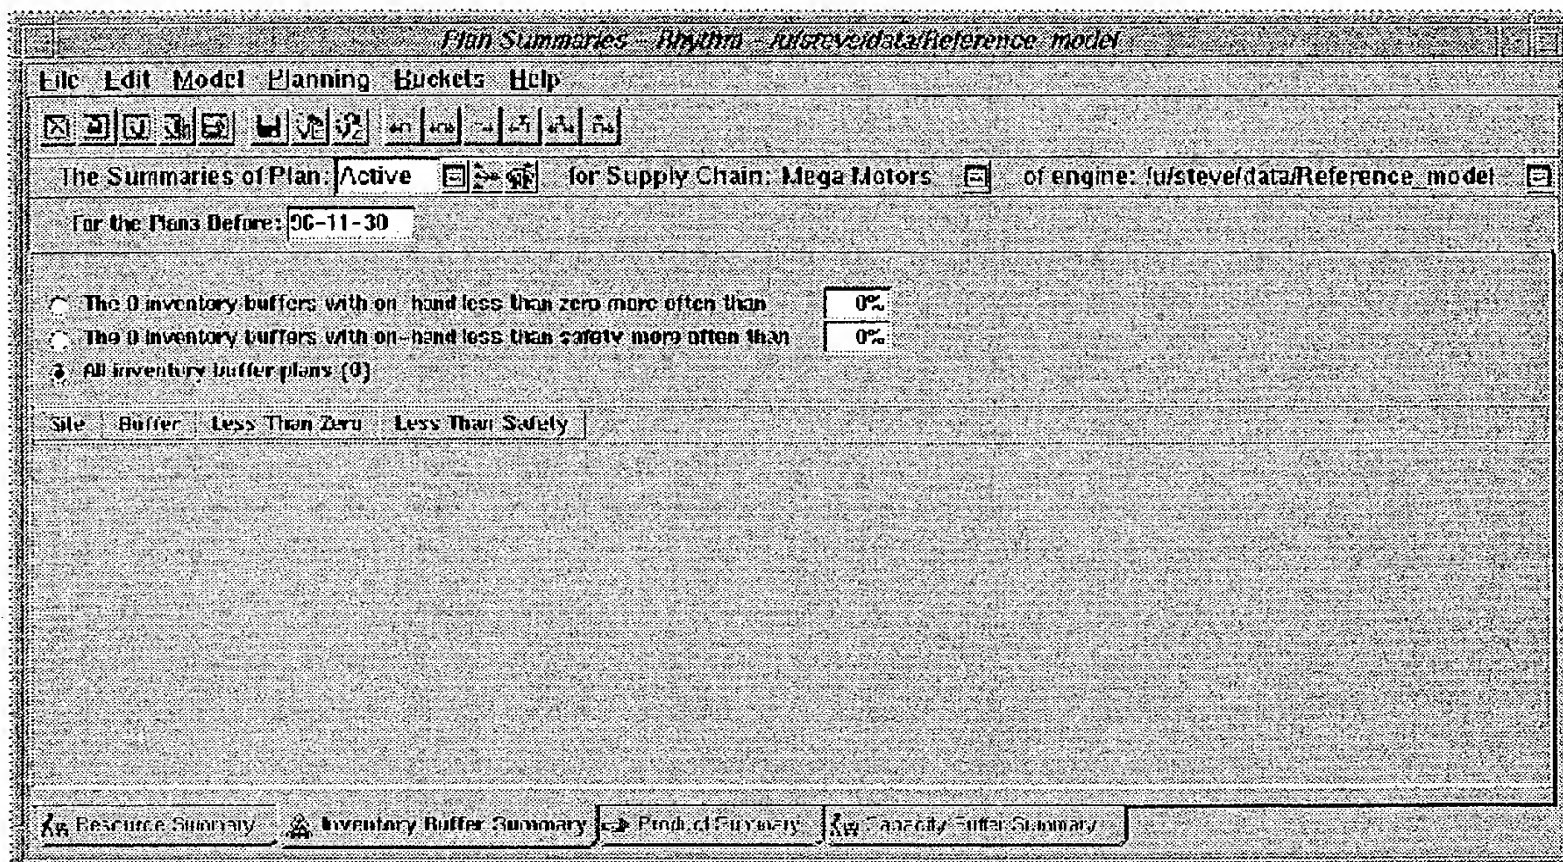 Plan Summaries - Rhythm - /u/steve/data/Reference_model
File Edit Model Planning Buckets Help
The Summaries of Plan: Active for Supply Chain: Mega Motors of engine: /u/steve/data/Reference_model
For the Plans Before: 96-11-30
The 0 inventory buffers with on-hand less than zero more often than 0%
The 0 inventory buffers with on-hand less than safety more often than 0%
All inventory buffer plans (0)
Site Buffer Less Than Zero Less Than Safety
Resource Summary Inventory Buffer Summary Product Summary Capacity Buffer Summary